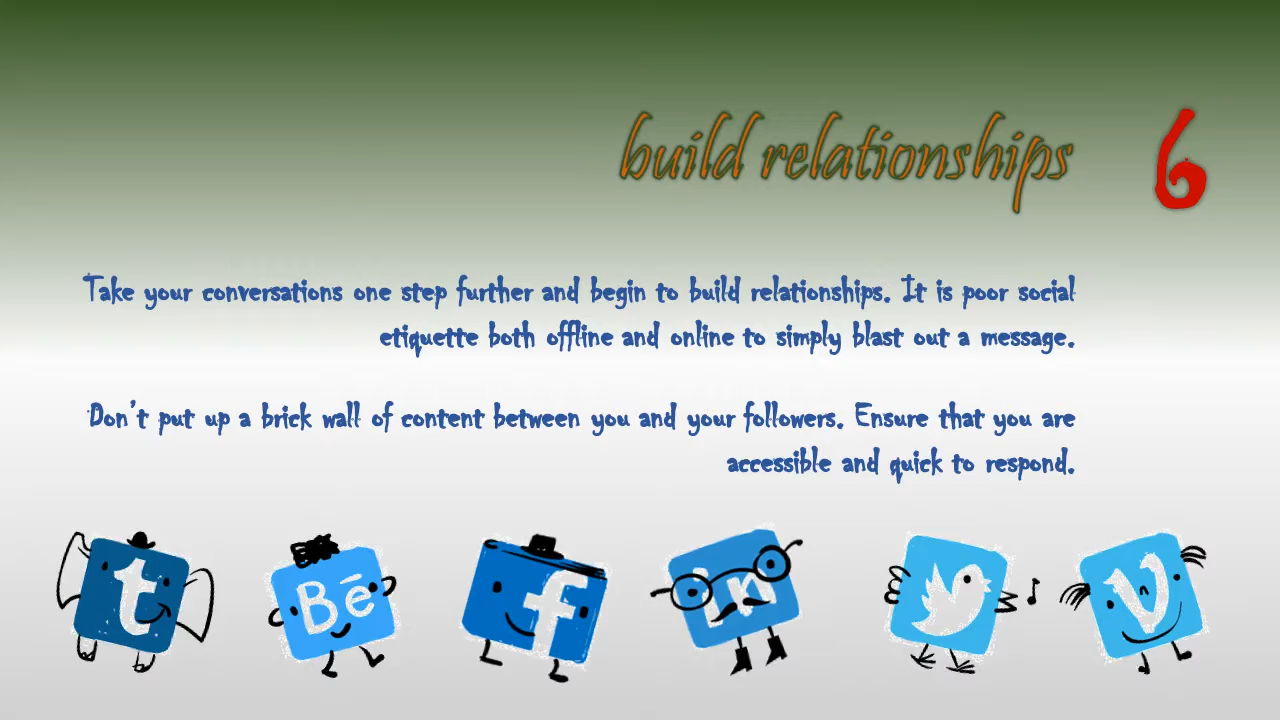 build relationships 6
Take your conversations one step further and begin to build relationships. It is poor social
etiquette both offline and online to simply blast out a message.
Don't put up a brick wall of content between you and your followers. Ensure that you are
accessible and quick to respond.
t Bē f in V